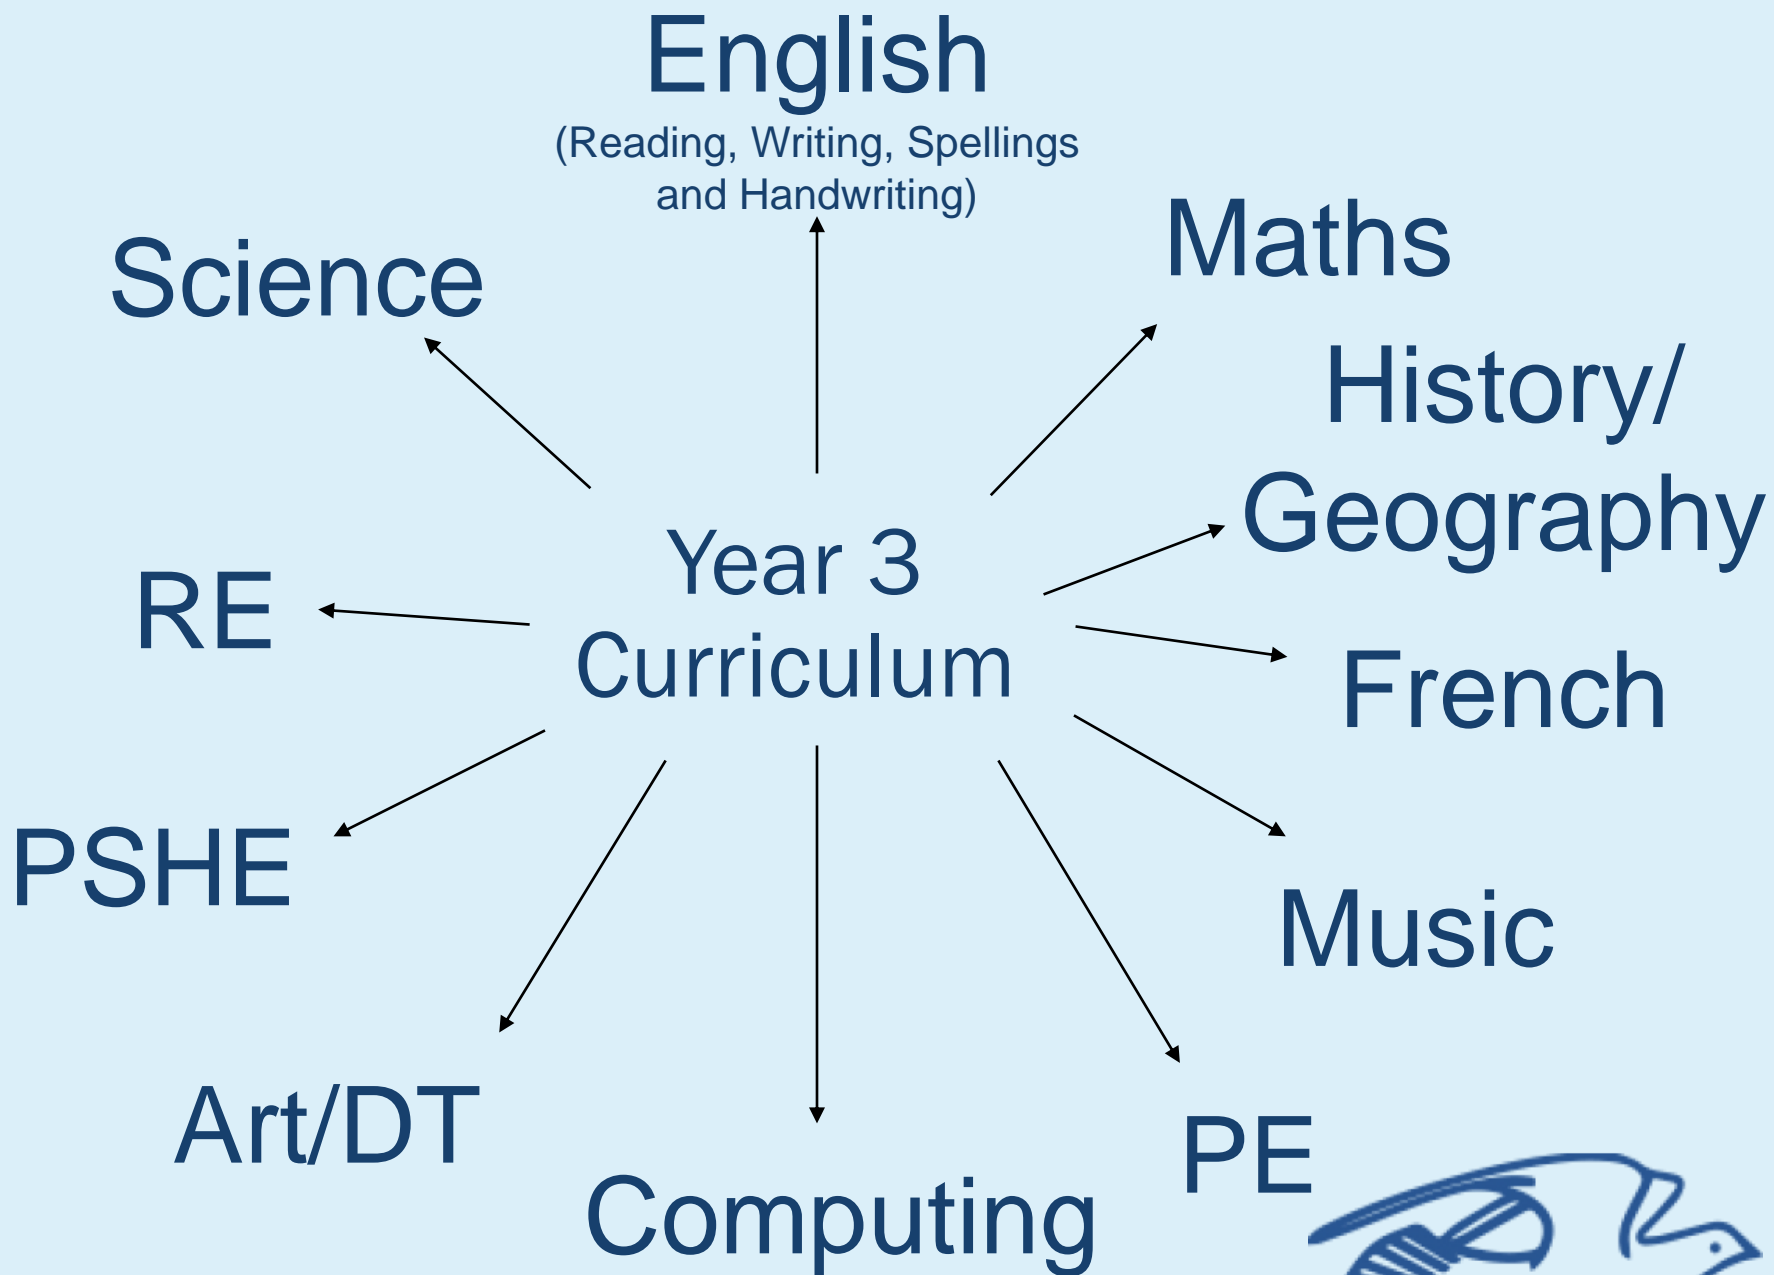 English
(Reading, Writing, Spellings
and Handwriting)
Maths
Science
History/
Geography
Year 3
Curriculum
RE
French
PSHE
Music
Art/DT
PE
Computing